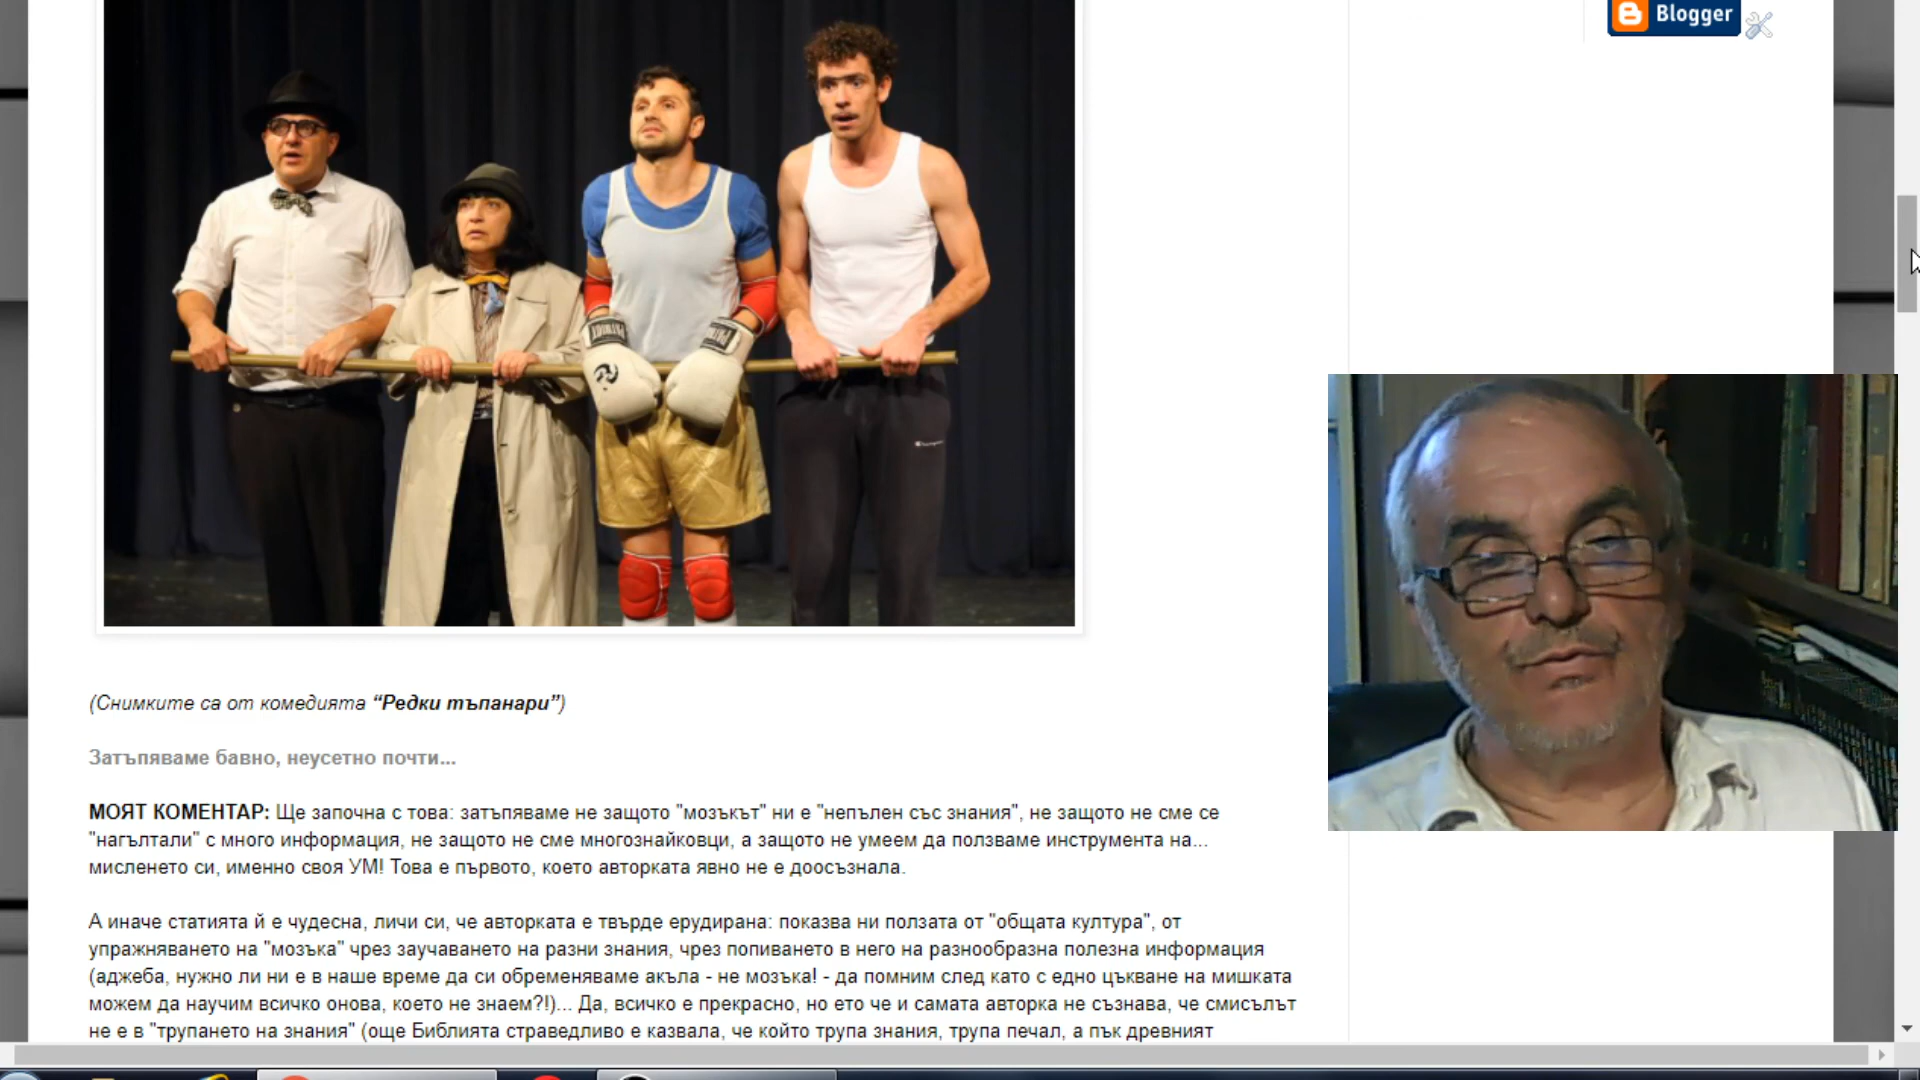 Blogger
(Снимките са от комедията “Редки тъпанари”)
Затъпяваме бавно, неусетно почти...
МОЯТ КОМЕНТАР: Ще започна с това: затъпяваме не защото "мозъкът" ни е "непълен със знания", не защото не сме се
"нагълтали" с много информация, не защото не сме многознайковци, а защото не умеем да ползваме инструмента на...
мисленето си, именно своя УМ! Това е първото, което авторката явно не е доосъзнала.
А иначе статията й е чудесна, личи си, че авторката е твърде ерудирана: показва ни ползата от "общата култура", от
упражняването на "мозъка" чрез заучаването на разни знания, чрез попиването в него на разнообразна полезна информация
(аджеба, нужно ли ни е в наше време да си обременяваме акъла - не мозъка! - да помним след като с едно цъкване на мишката
можем да научим всичко онова, което не знаем?!)... Да, всичко е прекрасно, но ето че и самата авторка не съзнава, че смисълът
не е в "трупането на знания" (още Библията страведливо е казвала, че който трупа знания, трупа печал, а пък древният